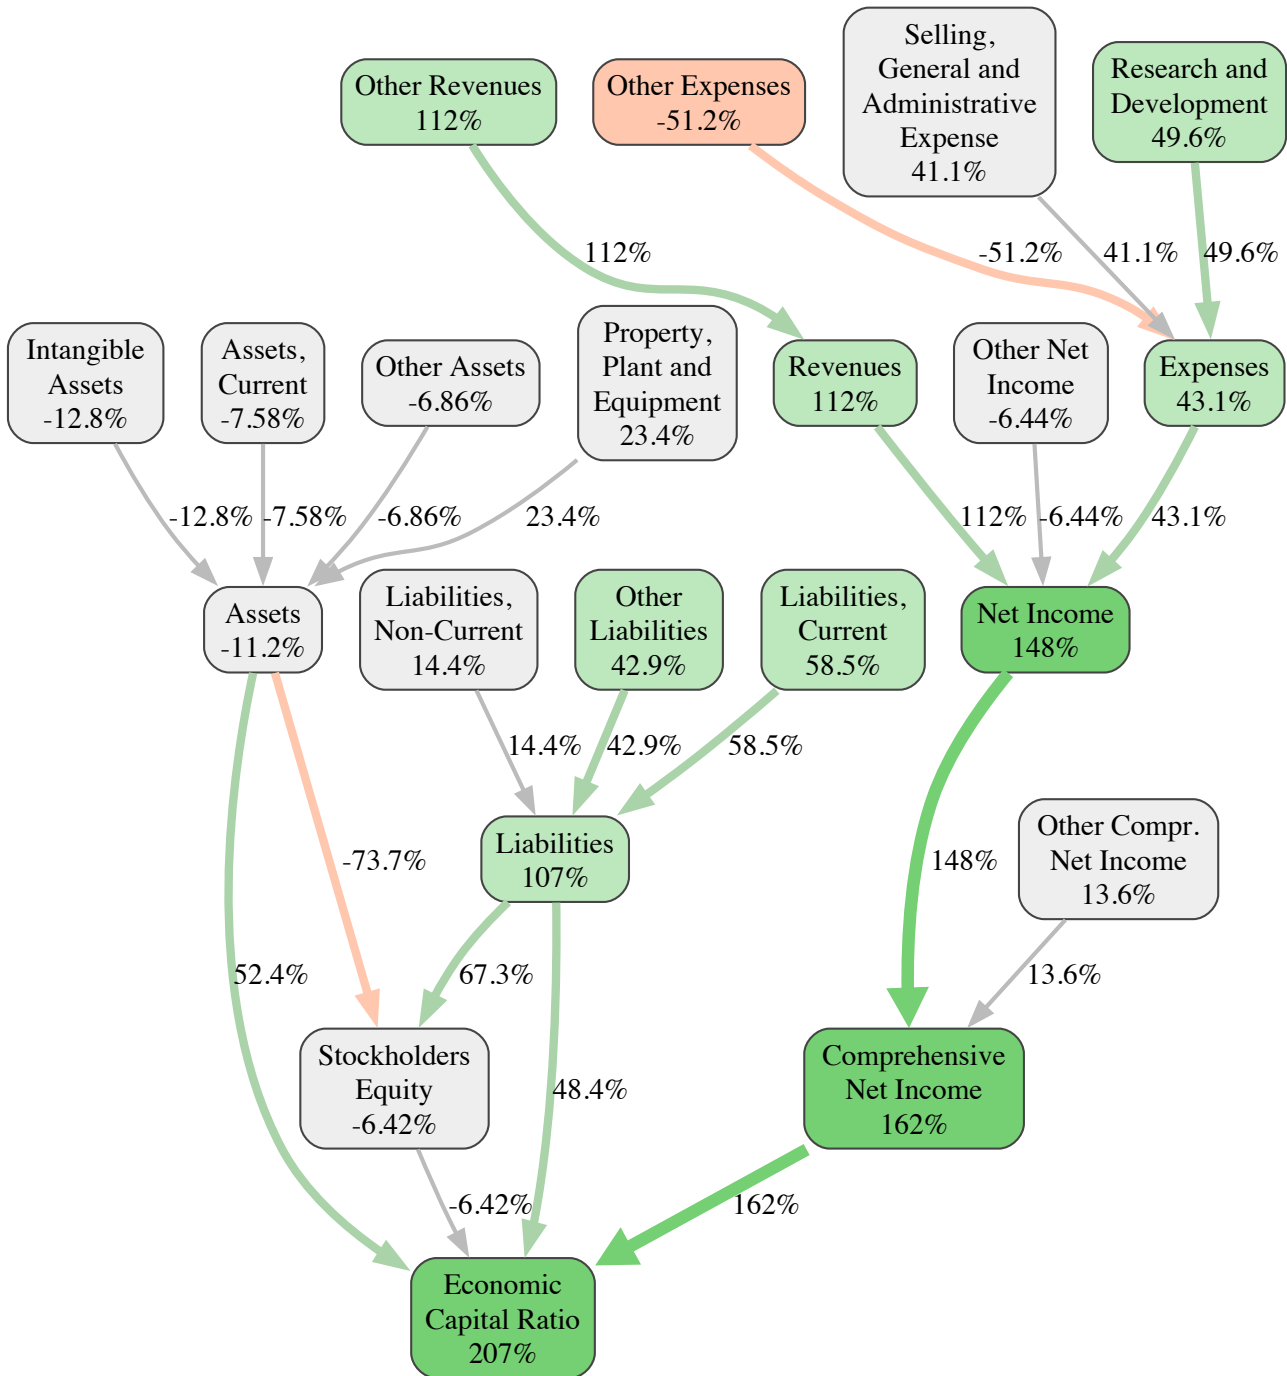 Other Revenues
112%
Other Expenses
-51.2%
Selling,
General and
Administrative
Expense
41.1%
Research and
Development
49.6%
112%
-51.2%
41.1%
49.6%
Intangible
Assets
-12.8%
Assets,
Current
-7.58%
Other Assets
-6.86%
Property,
Plant and
Equipment
23.4%
Revenues
112%
Other Net
Income
-6.44%
Expenses
43.1%
-12.8%
-7.58%
-6.86%
23.4%
112%
-6.44%
43.1%
Assets
-11.2%
Liabilities,
Non-Current
14.4%
Other
Liabilities
42.9%
Liabilities,
Current
58.5%
Net Income
148%
14.4%
42.9%
58.5%
-73.7%
Liabilities
107%
148%
Other Compr.
Net Income
13.6%
52.4%
67.3%
13.6%
Stockholders
Equity
-6.42%
48.4%
Comprehensive
Net Income
162%
-6.42%
162%
Economic
Capital Ratio
207%